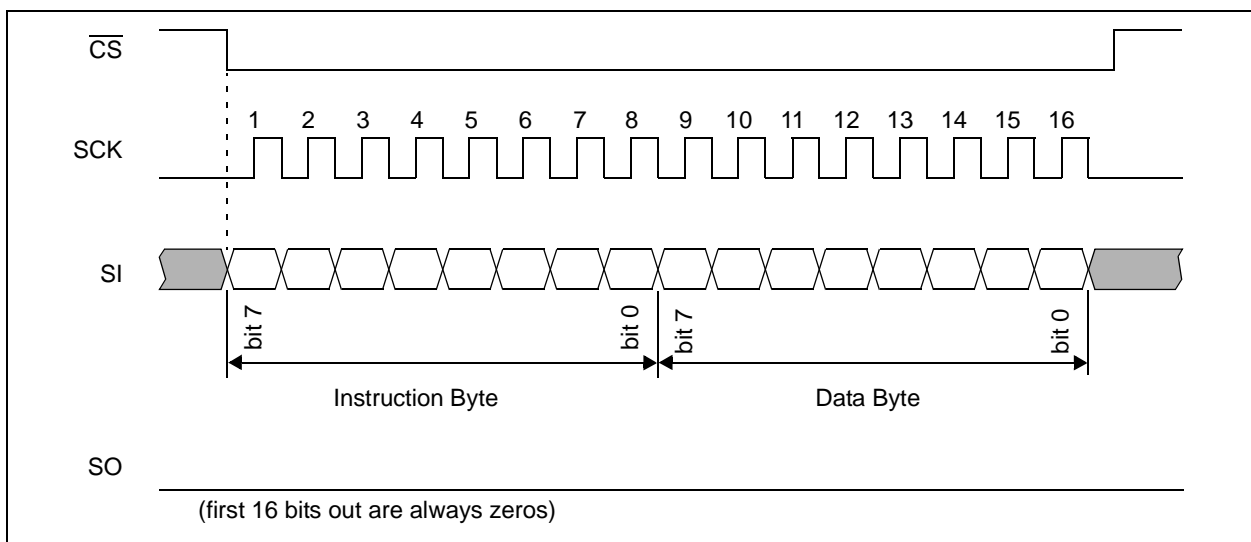 CS
1 2 3 4 5 6 7 8 9 10 11 12 13 14 15 16
SCK
SI
bit 7 bit 0 bit 7 bit 0
Instruction Byte Data Byte
SO
(first 16 bits out are always zeros)